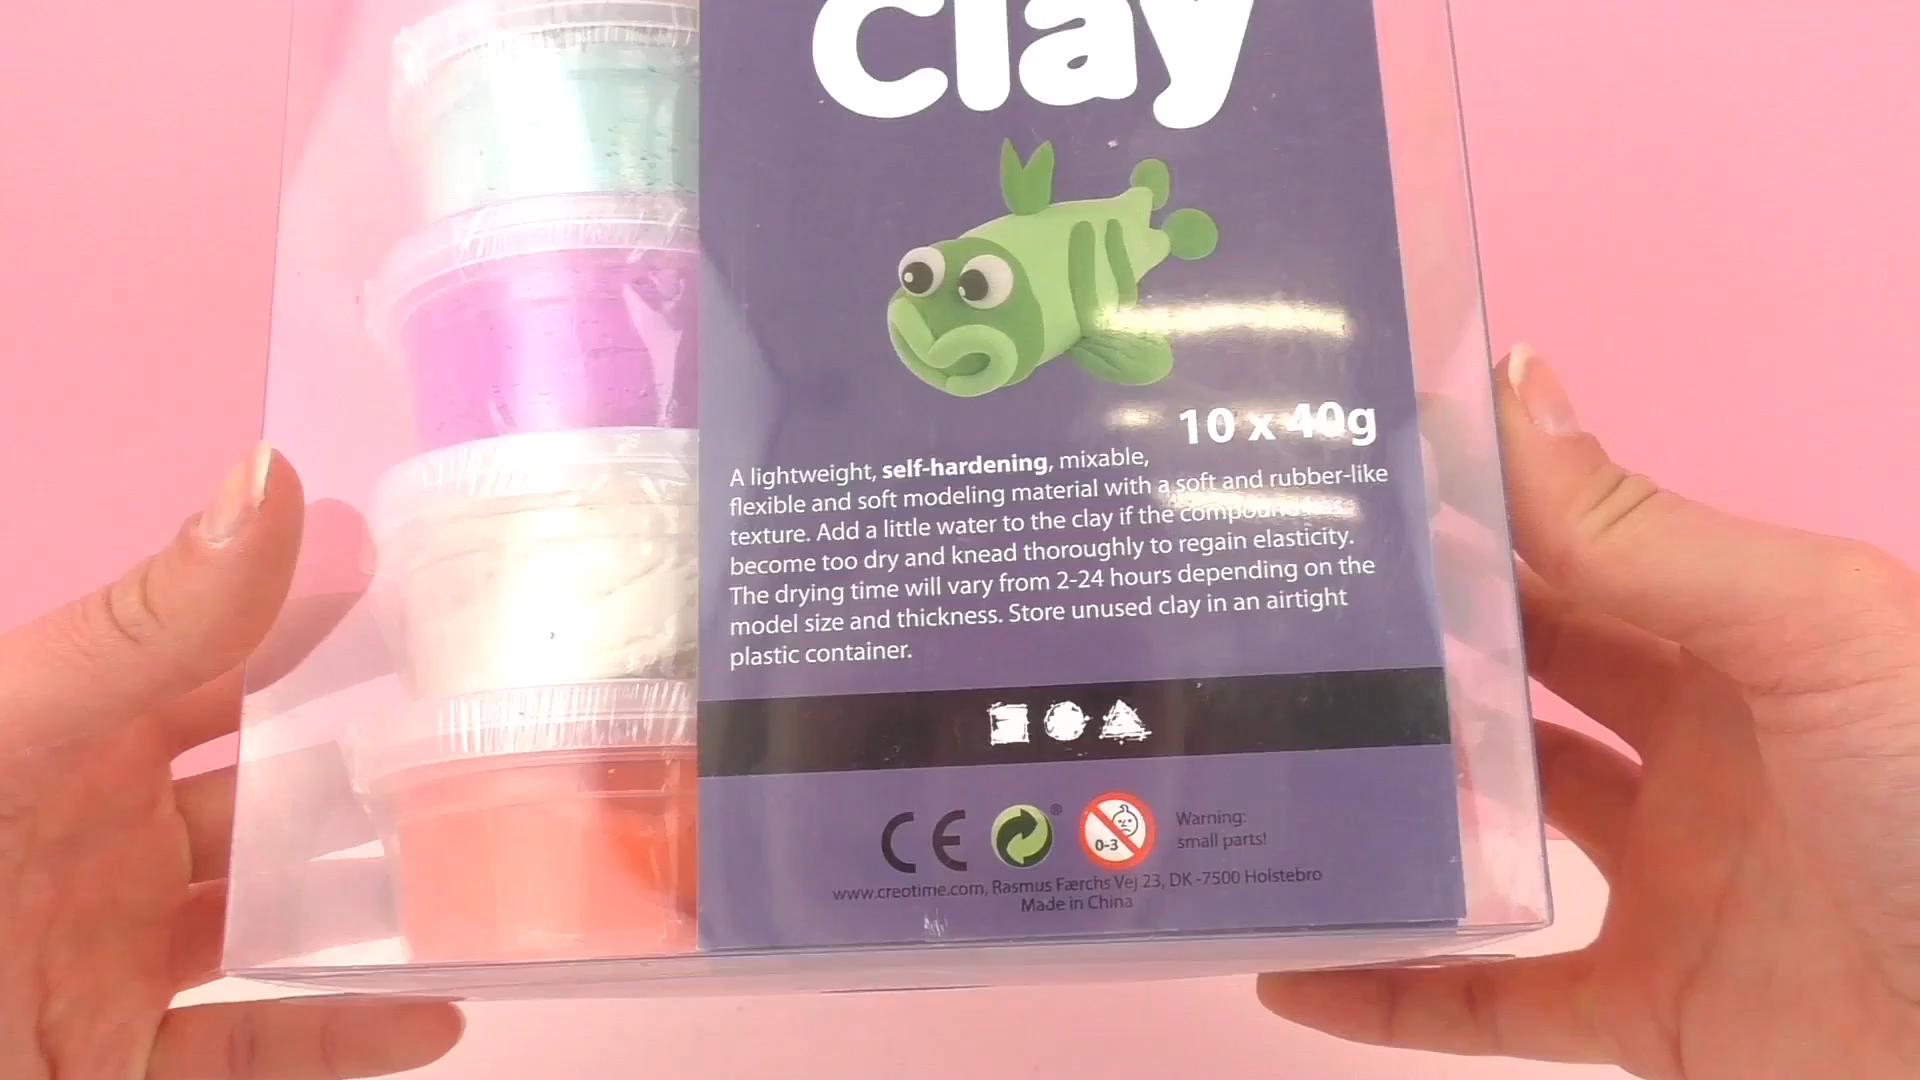 Clay
10 x 40g
A lightweight, self-hardening, mixable,
flexible and soft modeling material with a soft and rubber-like
texture. Add a little water to the clay if the compound has
become too dry and knead thoroughly to regain elasticity.
The drying time will vary from 2-24 hours depending on the
model size and thickness. Store unused clay in an airtight
plastic container.
CE
®
0-3
Warning:
small parts!
www.creotime.com, Rasmus Færchs Vej 23, DK -7500 Holstebro
Made in China